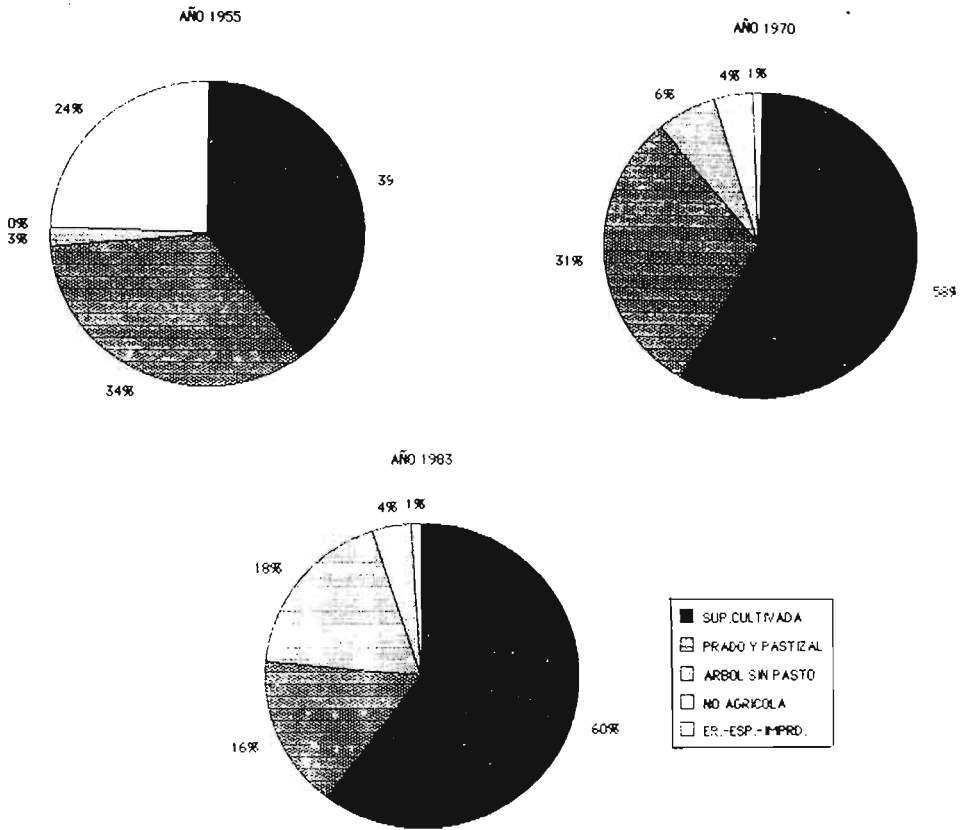 AÑO 1955
24%
39
0%
3%
34%
AÑO 1970
6%
4%
1%
31%
58%
AÑO 1983
4%
1%
18%
16%
60%
SUP.CULTIVADA
PRADO Y PASTIZAL
ARBOL SIN PASTO
NO AGRICOLA
ER.-ESP.-IMPRD.